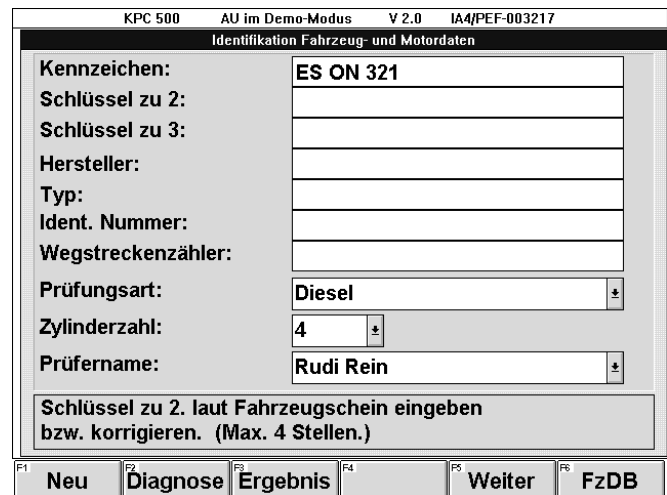 KPC 500 AU im Demo-Modus V 2.0 IA4/PEF-003217
Identifikation Fahrzeug- und Motordaten
Kennzeichen: ES ON 321
Schlüssel zu 2:
Schlüssel zu 3:
Hersteller:
Typ:
Ident. Nummer:
Wegstreckenzähler:
Prüfungsart: Diesel
Zylinderzahl: 4
Prüfername: Rudi Rein
Schlüssel zu 2. laut Fahrzeugschein eingeben
bzw. korrigieren. (Max. 4 Stellen.)
F1 Neu F2 Diagnose F3 Ergebnis F4 F5 Weiter F6 FzDB